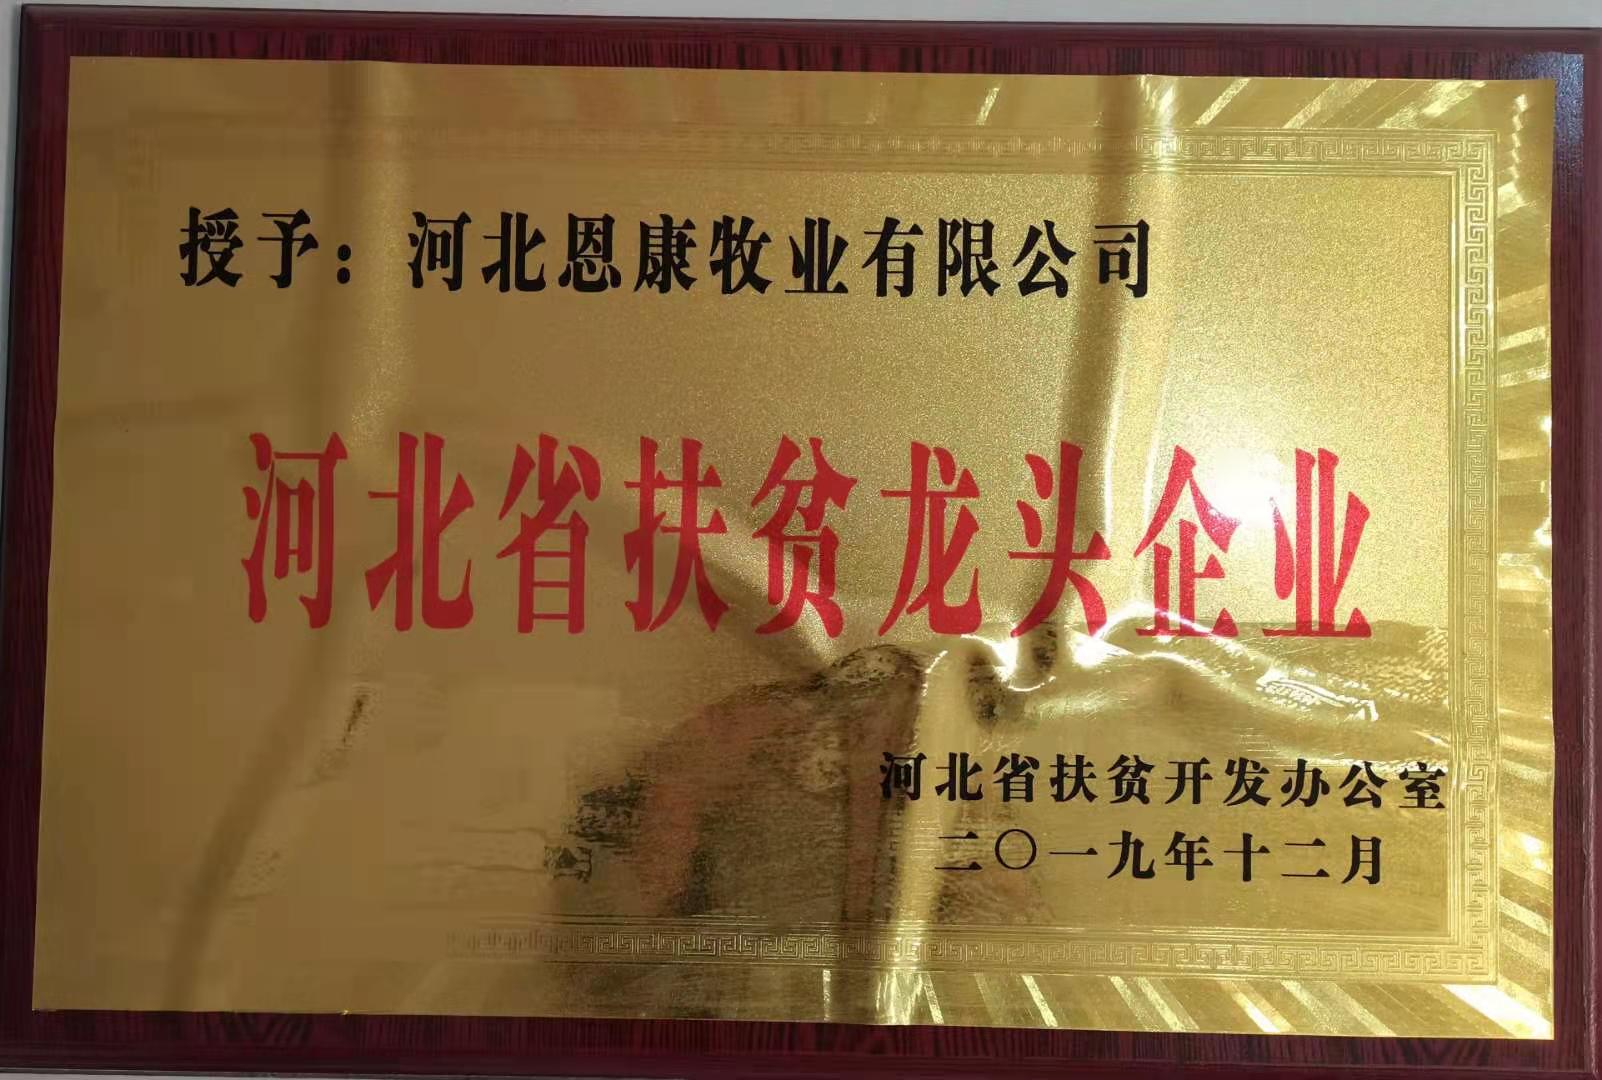 授予：河北恩康牧业有限公司
河北省扶贫龙头企业
河北省扶贫开发办公室
二〇一九年十二月